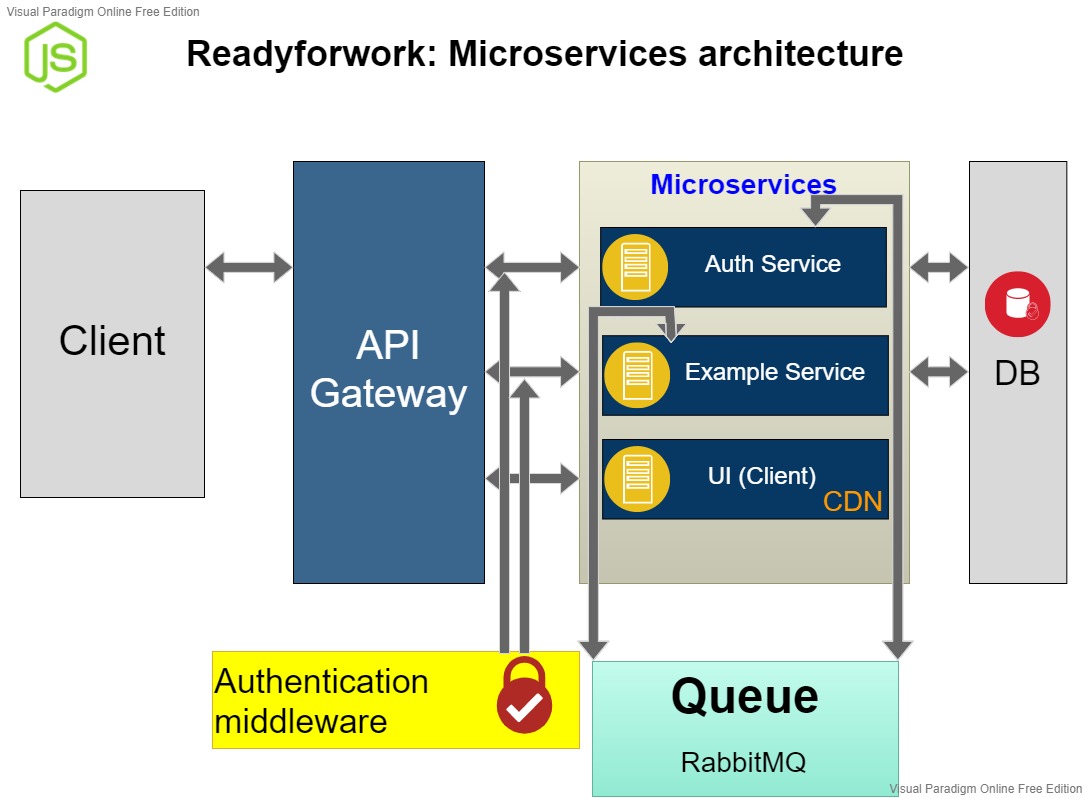 Visual Paradigm Online Free Edition
JS
Readyforwork: Microservices architecture
Client
API
Gateway
Microservices
Auth Service
Example Service
UI (Client)
CDN
DB
Authentication
middleware
Queue
RabbitMQ
Visual Paradigm Online Free Edition